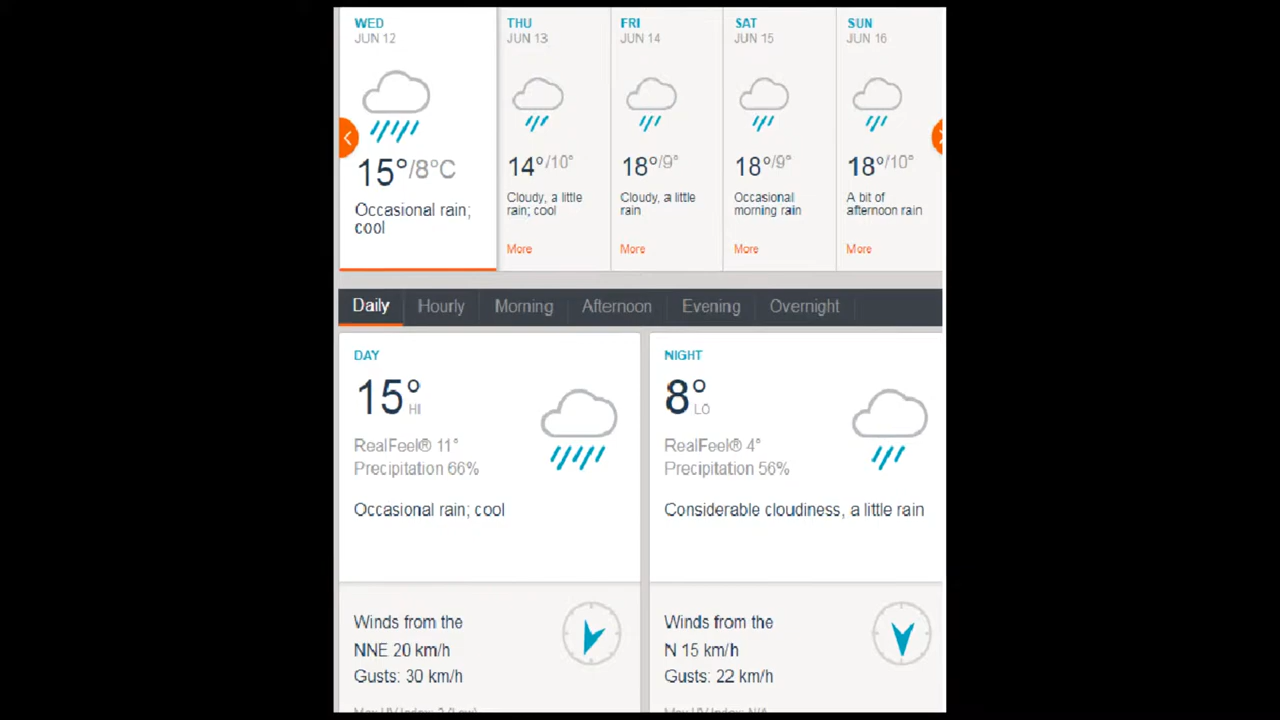 WED
JUN 12
15°/8°C
Occasional rain;
cool
THU
JUN 13
14°/10°
Cloudy, a little
rain; cool
More
FRI
JUN 14
18°/9°
Cloudy, a little
rain
More
SAT
JUN 15
18°/9°
Occasional
morning rain
More
SUN
JUN 16
18°/10°
A bit of
afternoon rain
More
Daily Hourly Morning Afternoon Evening Overnight
DAY
15° HI
RealFeel® 11°
Precipitation 66%
Occasional rain; cool
Winds from the
NNE 20 km/h
Gusts: 30 km/h
NIGHT
8° LO
RealFeel® 4°
Precipitation 56%
Considerable cloudiness, a little rain
Winds from the
N 15 km/h
Gusts: 22 km/h